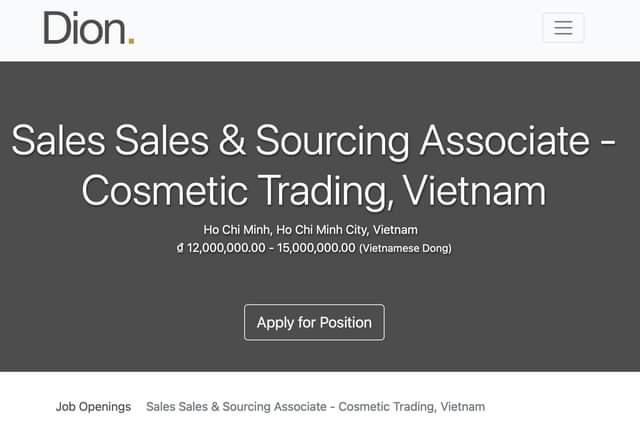 Dion.
Sales Sales & Sourcing Associate -
Cosmetic Trading, Vietnam
Ho Chi Minh, Ho Chi Minh City, Vietnam
₫ 12,000,000.00 - 15,000,000.00 (Vietnamese Dong)
Apply for Position
Job Openings Sales Sales & Sourcing Associate - Cosmetic Trading, Vietnam